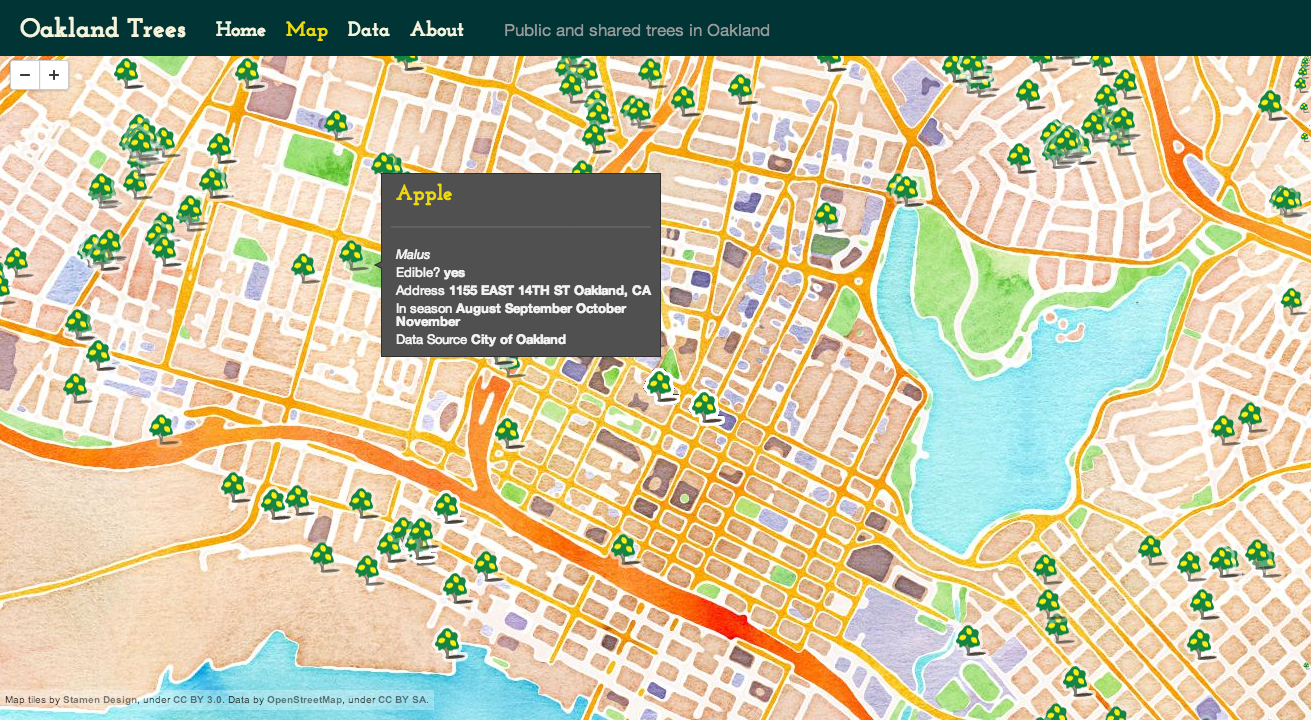 Oakland Trees Home Map Data About Public and shared trees in Oakland
− +
Apple
Malus
Edible? yes
Address 1155 EAST 14TH ST Oakland, CA
In season August September October
November
Data Source City of Oakland
Map tiles by Stamen Design, under CC BY 3.0. Data by OpenStreetMap, under CC BY SA.